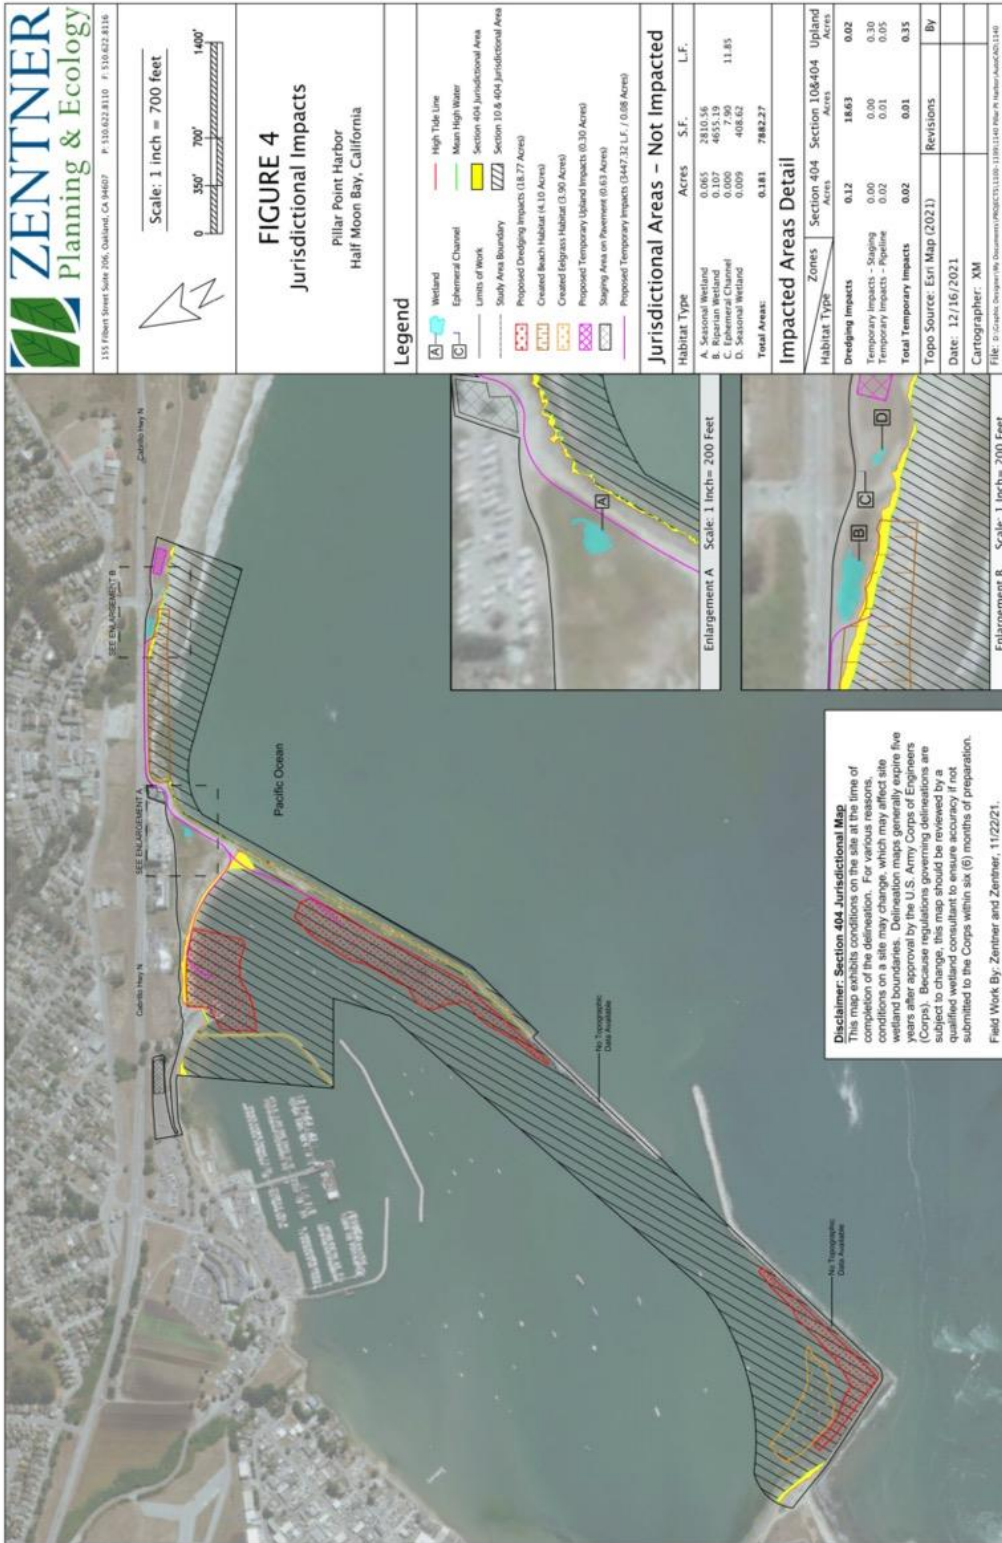 ZENTNER
Planning & Ecology
155 Filbert Street Suite 206, Oakland, CA 94607 P: 510.622.8110 F: 510.622.8116
Scale: 1 inch = 700 feet
0 350' 700' 1400'
FIGURE 4
Jurisdictional Impacts
Pillar Point Harbor
Half Moon Bay, California
Legend
A Wetland
C Ephemeral Channel
Limits of Work
Study Area Boundary
Proposed Dredging Impacts (18.77 Acres)
Created Beach Habitat (4.10 Acres)
Created Eelgrass Habitat (3.90 Acres)
Proposed Temporary Upland Impacts (0.30 Acres)
Staging Area on Pavement (0.63 Acres)
Proposed Temporary Impacts (3447.32 L.F. / 0.08 Acres)
High Tide Line
Mean High Water
Section 404 Jurisdictional Area
Section 10 & 404 Jurisdictional Area
Jurisdictional Areas – Not Impacted
Habitat Type Acres S.F. L.F.
A. Seasonal Wetland 0.065 2810.56
B. Riparian Wetland 0.107 4655.19
C. Ephemeral Channel 0.000 7.90 11.85
D. Seasonal Wetland 0.009 408.62
Total Areas: 0.181 7882.27
Impacted Areas Detail
Zones Section 404 Section 10&404 Upland
Habitat Type Acres Acres Acres
Dredging Impacts 0.12 18.63 0.02
Temporary Impacts – Staging 0.00 0.00 0.30
Temporary Impacts – Pipeline 0.02 0.01 0.05
Total Temporary Impacts 0.02 0.01 0.35
Topo Source: Esri Map (2021) Revisions By
Date: 12/16/2021
Cartographer: XM
Cabrillo Hwy N
Cabrillo Hwy N
SEE ENLARGEMENT A
SEE ENLARGEMENT B
Pacific Ocean
No Topographic
Data Available
No Topographic
Data Available
A
Enlargement A Scale: 1 Inch= 200 Feet
B
C
D
Enlargement B Scale: 1 Inch= 200 Feet
Disclaimer: Section 404 Jurisdictional Map
This map exhibits conditions on the site at the time of
completion of the delineation. For various reasons,
conditions on a site may change, which may affect site
wetland boundaries. Delineation maps generally expire five
years after approval by the U.S. Army Corps of Engineers
(Corps). Because regulations governing delineations are
subject to change, this map should be reviewed by a
qualified wetland consultant to ensure accuracy if not
submitted to the Corps within six (6) months of preparation.
Field Work By: Zentner and Zentner, 11/22/21.